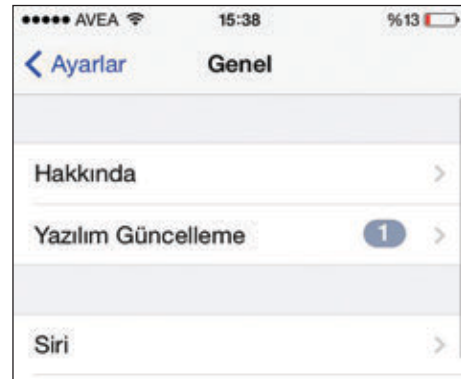 AVEA 15:38 %13
Ayarlar Genel
Hakkında
Yazılım Güncelleme 1
Siri